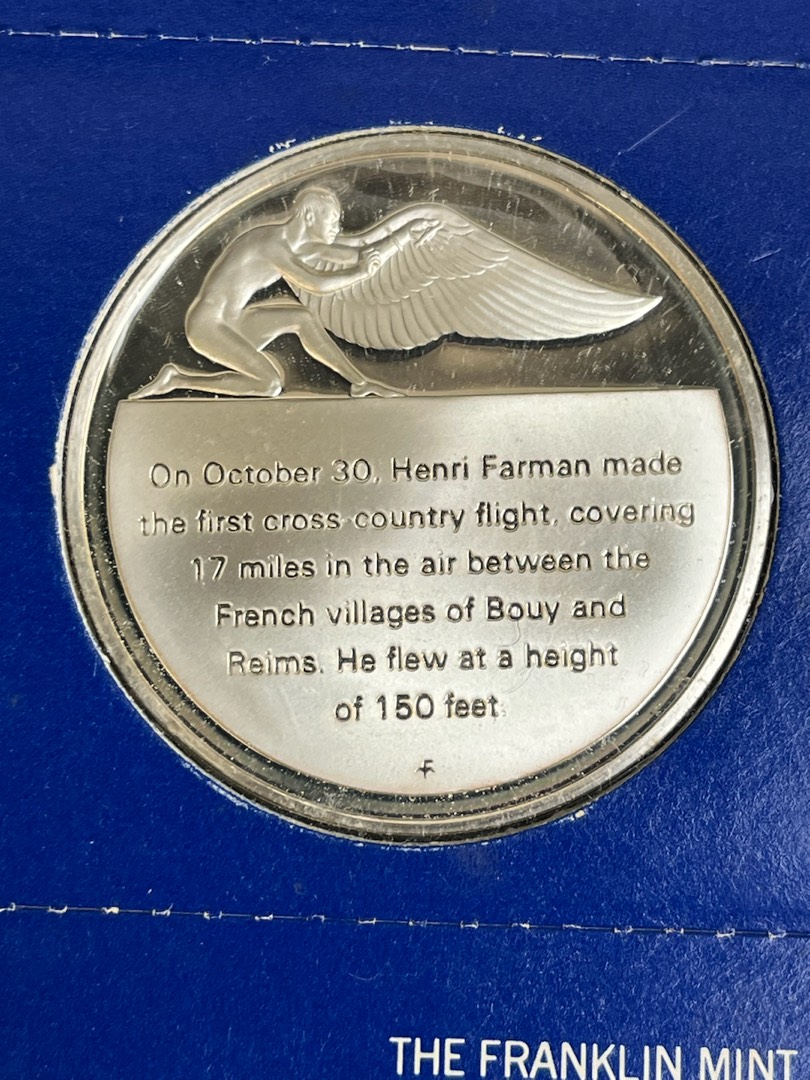 On October 30, Henri Farman made
the first cross-country flight, covering
17 miles in the air between the
French villages of Bouy and
Reims. He flew at a height
of 150 feet.
F
THE FRANKLIN MINT